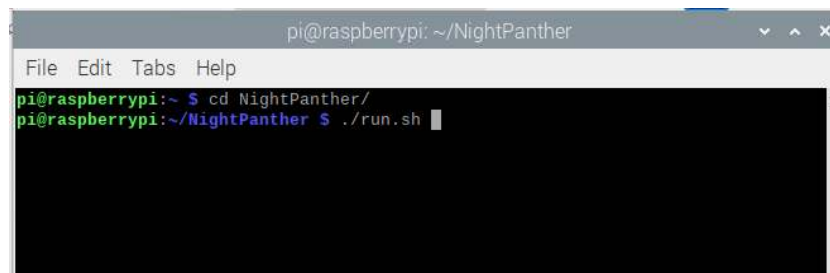 pi@raspberrypi: ~/NightPanther
File Edit Tabs Help
pi@raspberrypi:~ $ cd NightPanther/
pi@raspberrypi:~/NightPanther $ ./run.sh